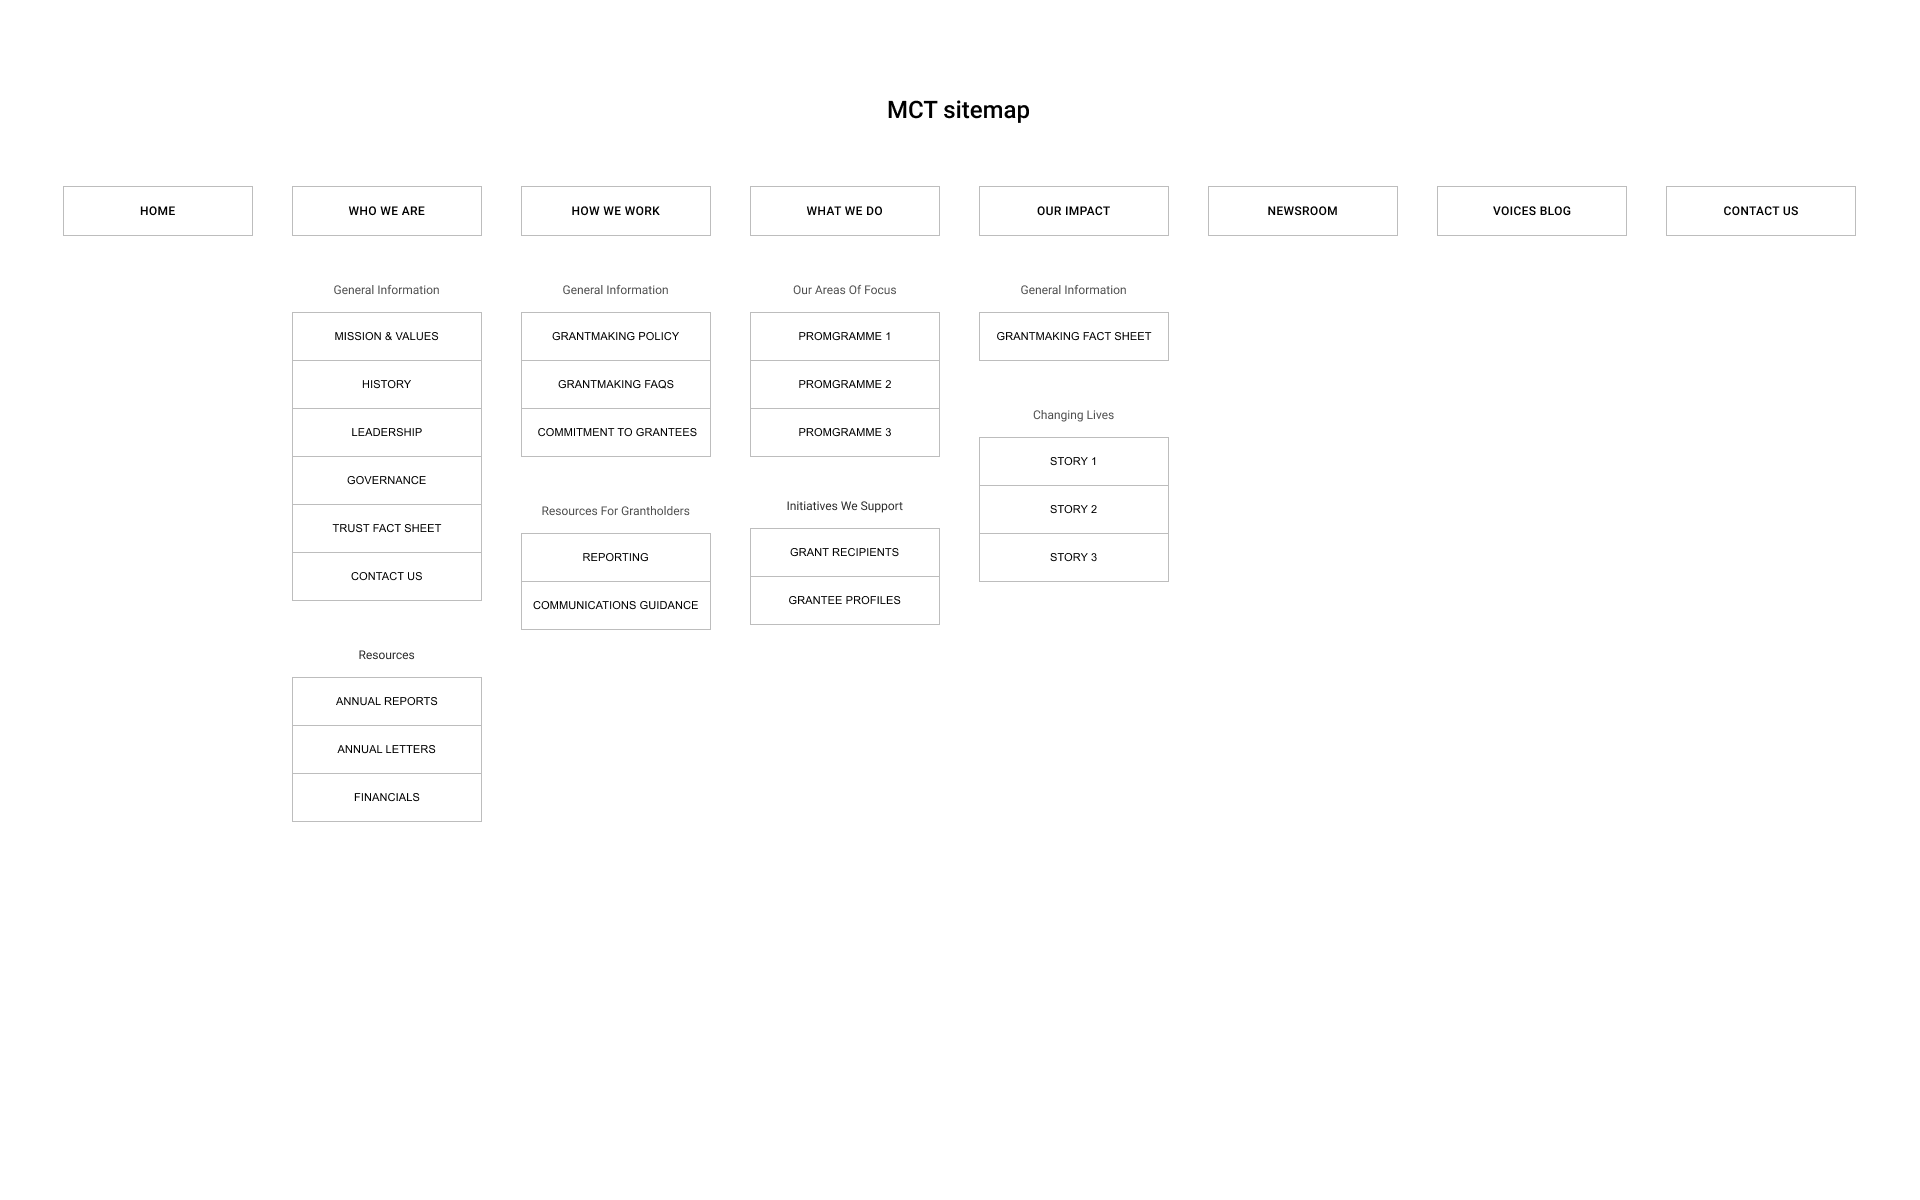 MCT sitemap
HOME
WHO WE ARE
HOW WE WORK
WHAT WE DO
OUR IMPACT
NEWSROOM
VOICES BLOG
CONTACT US
General Information
MISSION & VALUES
HISTORY
LEADERSHIP
GOVERNANCE
TRUST FACT SHEET
CONTACT US
Resources
ANNUAL REPORTS
ANNUAL LETTERS
FINANCIALS
General Information
GRANTMAKING POLICY
GRANTMAKING FAQS
COMMITMENT TO GRANTEES
Resources For Grantholders
REPORTING
COMMUNICATIONS GUIDANCE
Our Areas Of Focus
PROMGRAMME 1
PROMGRAMME 2
PROMGRAMME 3
Initiatives We Support
GRANT RECIPIENTS
GRANTEE PROFILES
General Information
GRANTMAKING FACT SHEET
Changing Lives
STORY 1
STORY 2
STORY 3